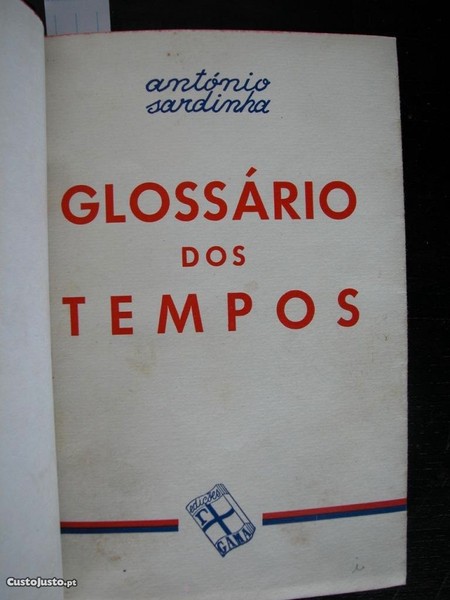 antónio
sardinha
GLOSSÁRIO
DOS
TEMPOS
edições
GAMA
CustoJusto.pt